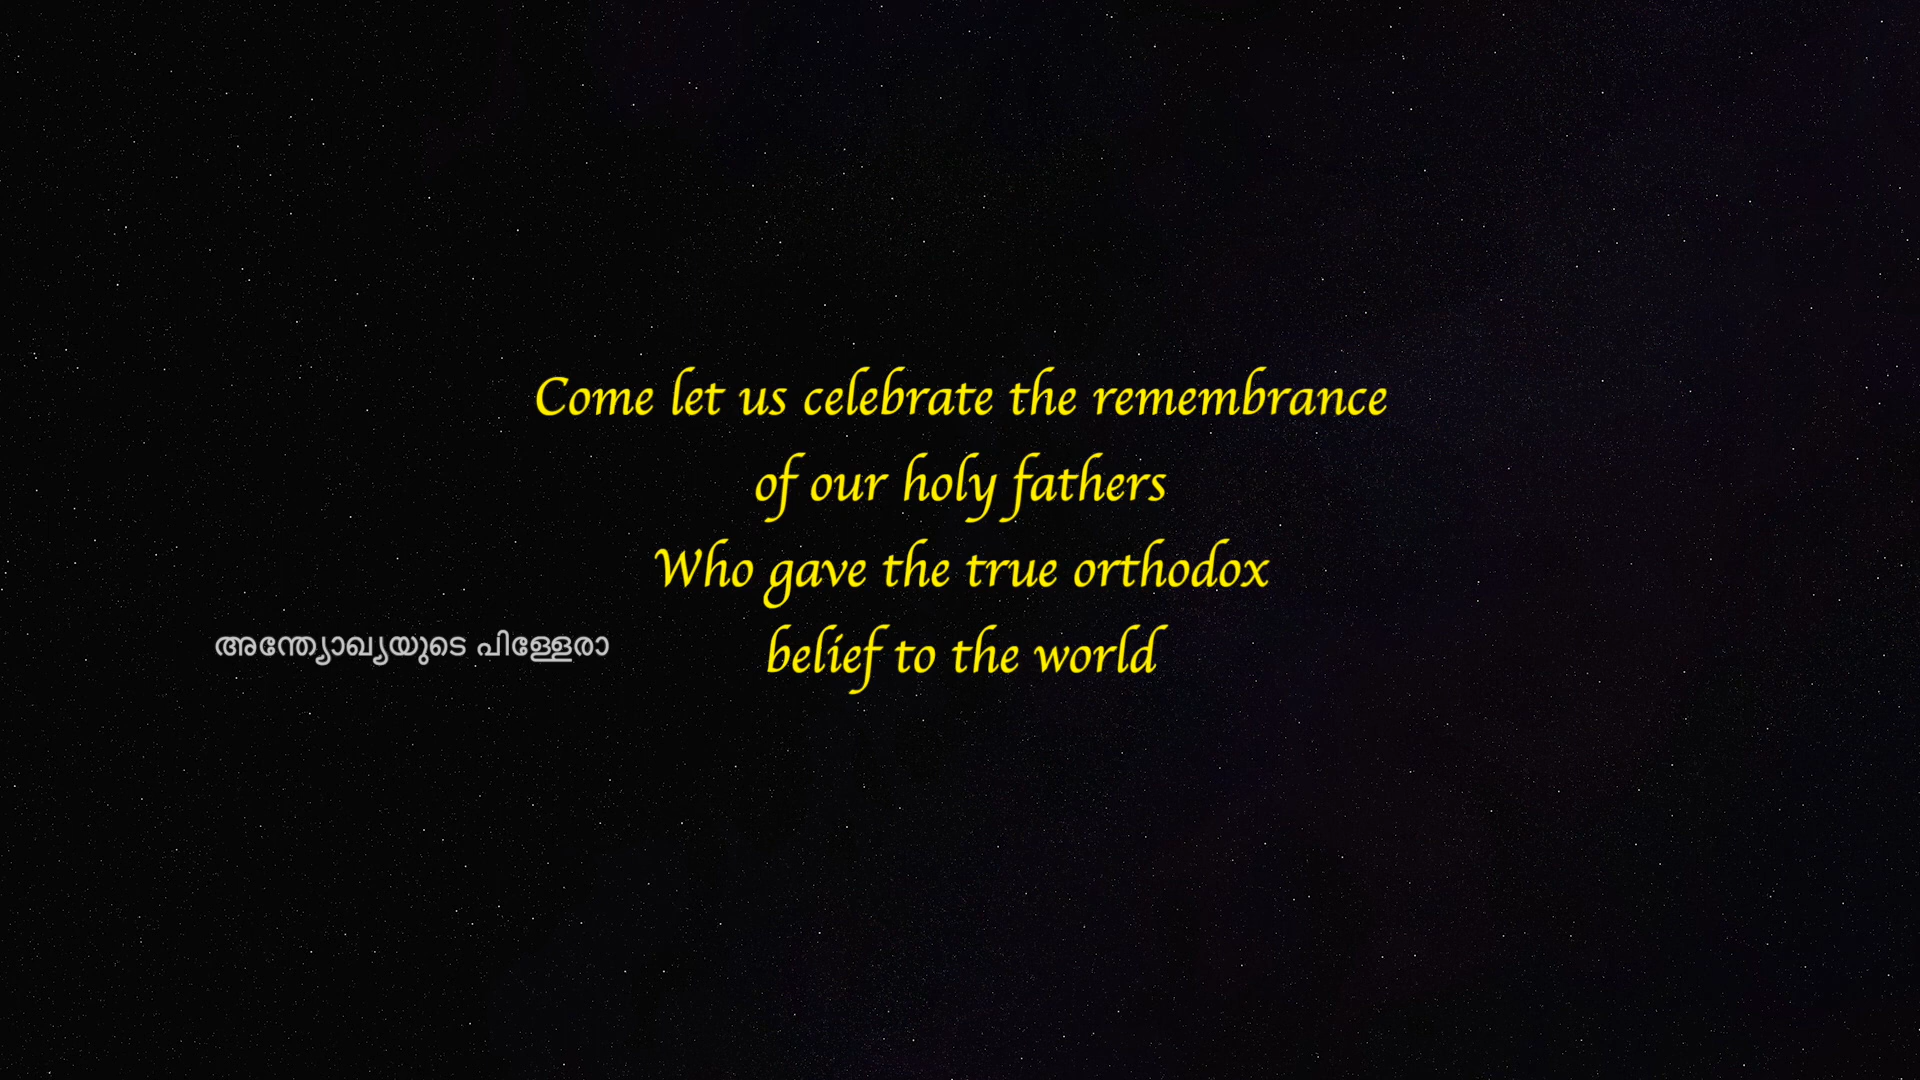 Come let us celebrate the remembrance
of our holy fathers
Who gave the true orthodox
belief to the world
അന്ത്യോഖ്യയുടെ പിള്ളേരാ